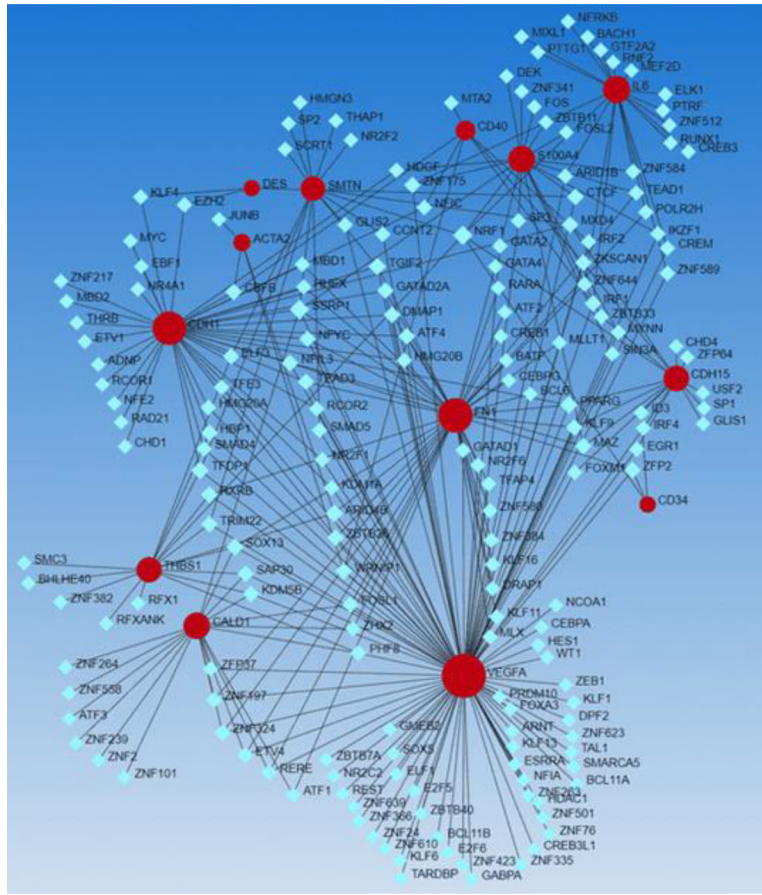 NFRKB
MIXL1
BACH1
PTTG1
GTF2A2
RNF2
MEF2D
DEK
IL6
ELK1
ZNF341
PTRF
HMGN3
MTA2
FOS
ZNF512
SP2
THAP1
ZBTB11
CD40
FOSL2
RUNX1
NR2F2
CREB3
SCRT1
S100A4
HDGF
ARID1B
ZNF584
ZNF175
KLF4
DES
SMTN
CTCF
TEAD1
EZH2
NFIC
POLR2H
JUNB
GLIS2
SP3
MXD4
CCNT2
NRF1
IKZF1
MYC
ACTA2
GATA2
IRF2
CREM
EBF1
MBD1
TGIF2
GATA4
ZKSCAN1
ZNF589
ZNF217
NR4A1
CBFB
GATAD2A
RARA
ZNF644
MBD2
SSRP1
IRF1
DMAP1
ATF2
THRB
CDH1
ZBTB33
ETV1
NFYC
ATF4
CREB1
MLLT1
SIN3A
CHD4
ADNP
NFIL3
HMG20B
BATF
ZFP64
RCOR1
TFE3
CEBPG
CDH15
NFE2
BCL6
USF2
HMG20A
RCOR2
PPARG
ID3
SP1
RAD21
HBP1
SMAD5
FN1
KLF9
IRF4
GLIS1
CHD1
SMAD4
MAZ
EGR1
GATAD1
TFDP1
NR2F1
NR2F6
FOXM1
ZFP2
RXRB
KDM1A
TFAP4
CD34
TRIM22
ARID4B
ZNF580
SOX13
ZNF384
SMC3
THBS1
WRNIP1
KLF16
BHLHE40
SAP30
DRAP1
ZNF382
RFX1
KDM5B
FOSL1
NCOA1
RFXANK
CALD1
ZHX2
KLF11
CEBPA
MLX
HES1
PHF8
WT1
ZNF264
ZFP37
VEGFA
ZEB1
ZNF558
ZNF197
PRDM10
KLF1
FOXA3
ATF3
DPF2
ZNF324
GMEB2
ARNT
ZNF623
ZNF239
KLF13
TAL1
ZNF2
ETV4
ZBTB7A
SOX5
ESRRA
SMARCA5
ZNF101
RERE
NR2C2
ELF1
NFIA
BCL11A
ATF1
REST
E2F5
ZNF263
HDAC1
ZNF639
ZBTB40
ZNF501
ZNF366
ZNF24
BCL11B
ZNF76
ZNF610
E2F6
CREB3L1
KLF6
ZNF423
ZNF335
TARDBP
GABPA